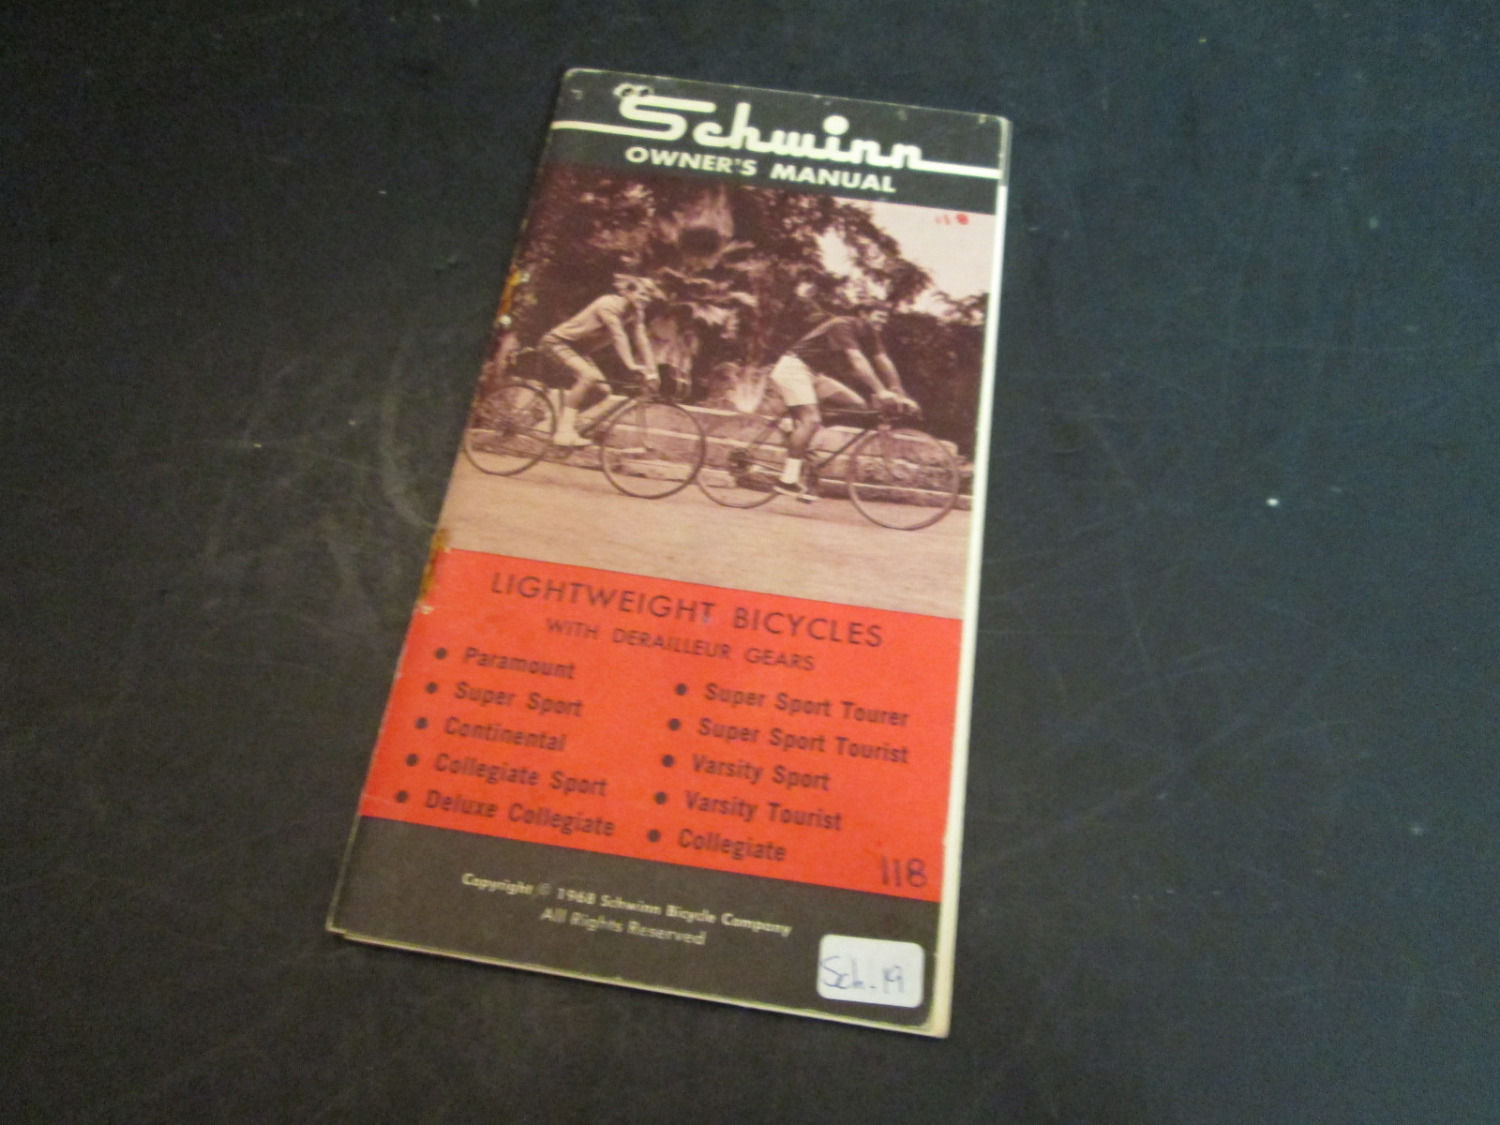 Schwinn
OWNER'S MANUAL
118
LIGHTWEIGHT BICYCLES
WITH DERAILLEUR GEARS
● Paramount
● Super Sport
● Continental
● Collegiate Sport
● Deluxe Collegiate
● Super Sport Tourer
● Super Sport Tourist
● Varsity Sport
● Varsity Tourist
● Collegiate
118
Copyright © 1968 Schwinn Bicycle Company
All Rights Reserved
Sch. 19